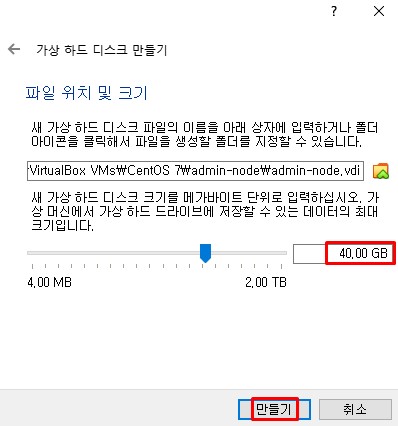 ?
가상 하드 디스크 만들기
파일 위치 및 크기
새 가상 하드 디스크 파일의 이름을 아래 상자에 입력하거나 폴더
아이콘을 클릭해서 파일을 생성할 폴더를 지정할 수 있습니다.
VirtualBox VMs₩CentOS 7₩admin-node₩admin-node.vdi
새 가상 하드 디스크 크기를 메가바이트 단위로 입력하십시오. 가
상 머신에서 가상 하드 드라이브에 저장할 수 있는 데이터의 최대
크기입니다.
40.00 GB
4.00 MB 2.00 TB
만들기 취소